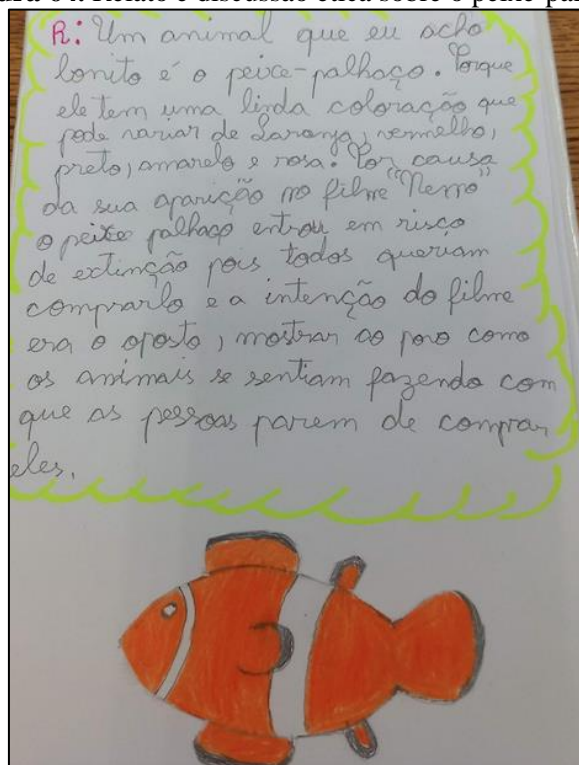 R: Um animal que eu acho
bonito é o peixe-palhaço. Porque
ele tem uma linda coloração que
pode variar de Laranja, vermelho,
preto, amarelo e rosa. Por causa
da sua aparição no filme "Nemo"
o peixe palhaço entrou em risco
de extinção pois todos queriam
comprarlo e a intenção do filme
era o oposto, mostrar ao povo como
os animais se sentiam fazendo com
que as pessoas parem de comprar
eles.